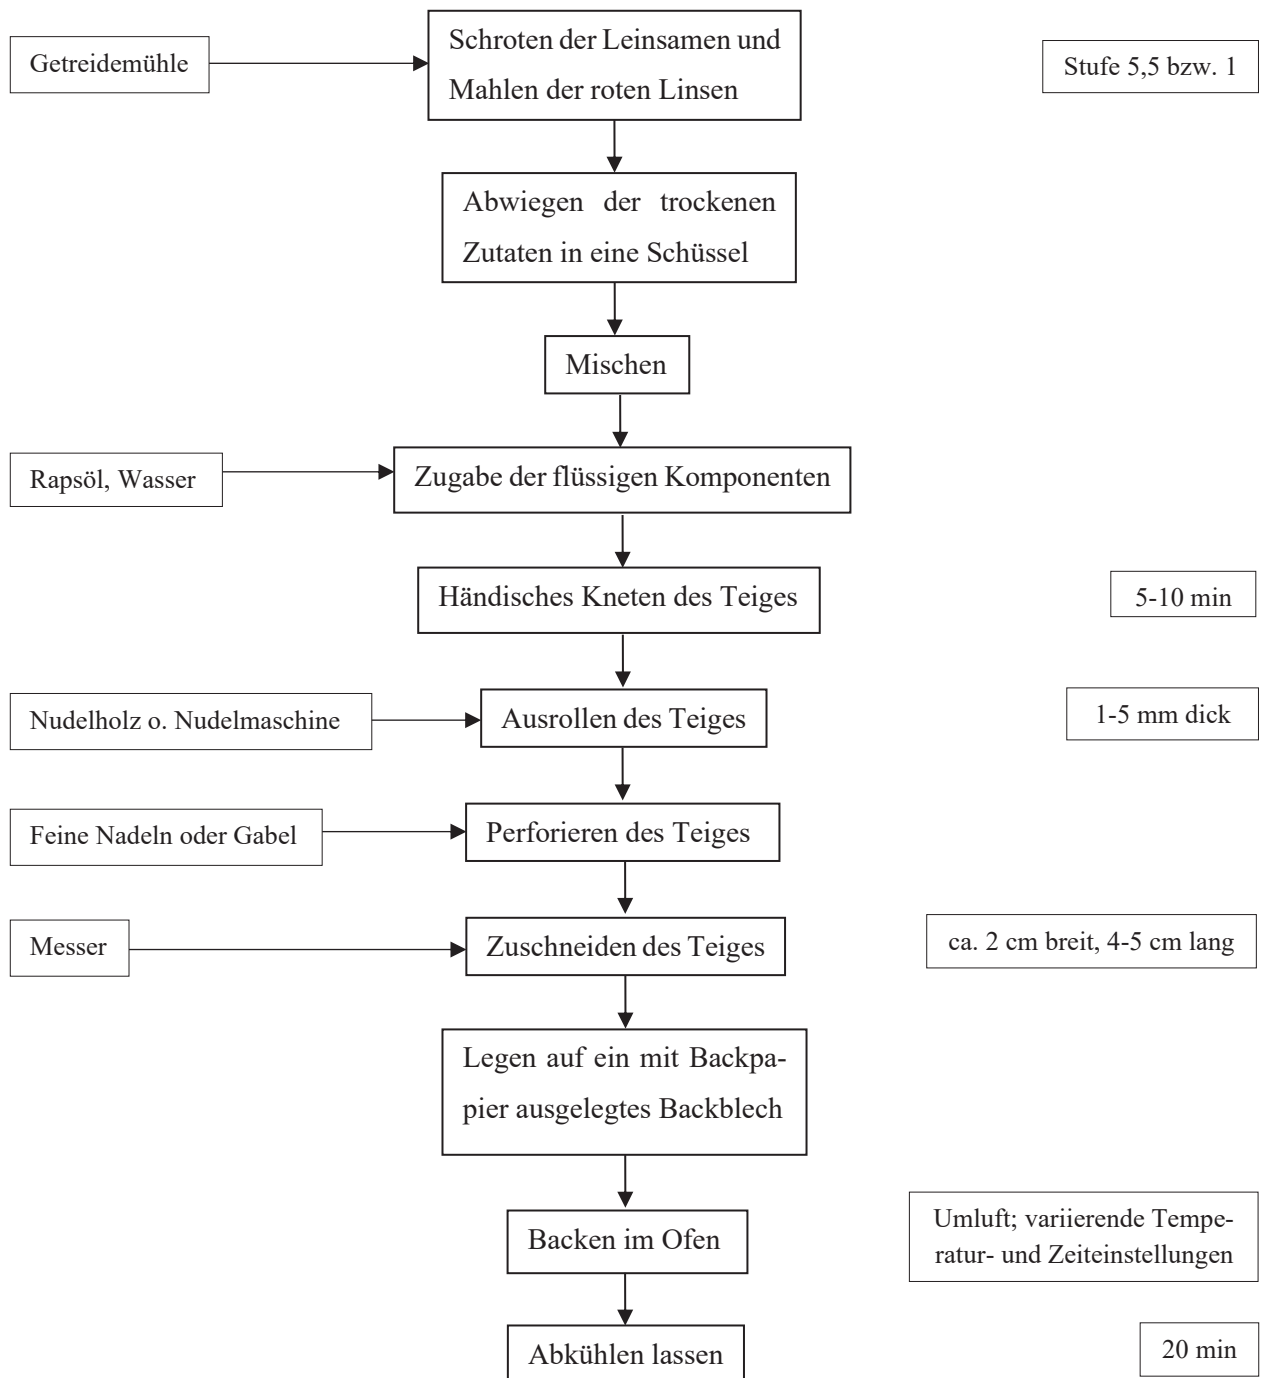 Getreidemühle
Schroten der Leinsamen und
Mahlen der roten Linsen
Stufe 5,5 bzw. 1
Abwiegen der trockenen
Zutaten in eine Schüssel
Mischen
Rapsöl, Wasser
Zugabe der flüssigen Komponenten
Händisches Kneten des Teiges
5-10 min
Nudelholz o. Nudelmaschine
Ausrollen des Teiges
1-5 mm dick
Feine Nadeln oder Gabel
Perforieren des Teiges
Messer
Zuschneiden des Teiges
ca. 2 cm breit, 4-5 cm lang
Legen auf ein mit Backpa-
pier ausgelegtes Backblech
Backen im Ofen
Umluft; variierende Tempe-
ratur- und Zeiteinstellungen
Abkühlen lassen
20 min